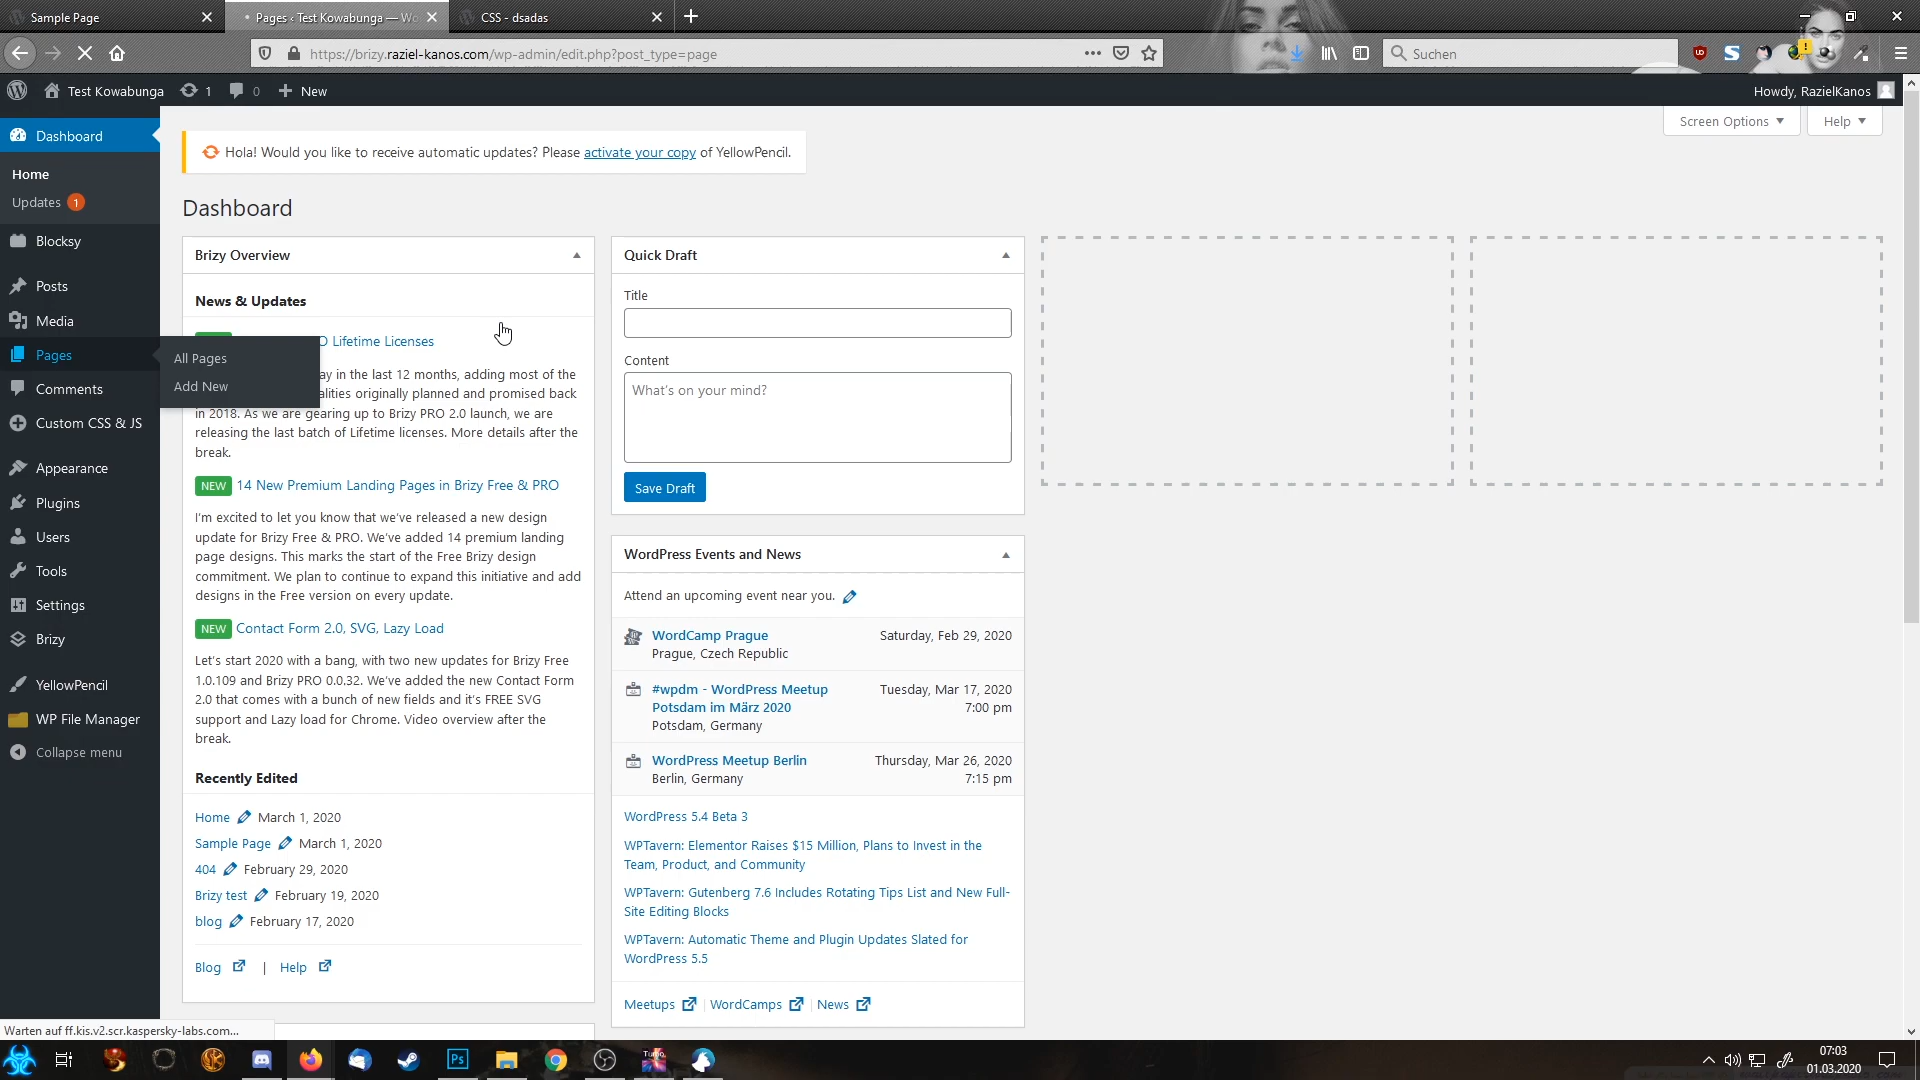 Sample Page
Pages ‹ Test Kowabunga — Wo
CSS - dsadas
https://brizy.raziel-kanos.com/wp-admin/edit.php?post_type=page
Suchen
Test Kowabunga
1
0
New
Howdy, RazielKanos
Screen Options
Help
Dashboard
Home
Updates 1
Blocksy
Posts
Media
Pages
All Pages
Add New
Comments
Custom CSS & JS
Appearance
Plugins
Users
Tools
Settings
Brizy
YellowPencil
WP File Manager
Collapse menu
Hola! Would you like to receive automatic updates? Please activate your copy of YellowPencil.
Dashboard
Brizy Overview
News & Updates
O Lifetime Licenses
ay in the last 12 months, adding most of the
alities originally planned and promised back
in 2018. As we are gearing up to Brizy PRO 2.0 launch, we are
releasing the last batch of Lifetime licenses. More details after the
break.
NEW 14 New Premium Landing Pages in Brizy Free & PRO
I'm excited to let you know that we've released a new design
update for Brizy Free & PRO. We've added 14 premium landing
page designs. This marks the start of the Free Brizy design
commitment. We plan to continue to expand this initiative and add
designs in the Free version on every update.
NEW Contact Form 2.0, SVG, Lazy Load
Let's start 2020 with a bang, with two new updates for Brizy Free
1.0.109 and Brizy PRO 0.0.32. We've added the new Contact Form
2.0 that comes with a bunch of new fields and it's FREE SVG
support and Lazy load for Chrome. Video overview after the
break.
Recently Edited
Home March 1, 2020
Sample Page March 1, 2020
404 February 29, 2020
Brizy test February 19, 2020
blog February 17, 2020
Blog | Help
Quick Draft
Title
Content
What's on your mind?
Save Draft
WordPress Events and News
Attend an upcoming event near you.
WordCamp Prague Saturday, Feb 29, 2020
Prague, Czech Republic
#wpdm - WordPress Meetup Tuesday, Mar 17, 2020
Potsdam im März 2020 7:00 pm
Potsdam, Germany
WordPress Meetup Berlin Thursday, Mar 26, 2020
Berlin, Germany 7:15 pm
WordPress 5.4 Beta 3
WPTavern: Elementor Raises $15 Million, Plans to Invest in the
Team, Product, and Community
WPTavern: Gutenberg 7.6 Includes Rotating Tips List and New Full-
Site Editing Blocks
WPTavern: Automatic Theme and Plugin Updates Slated for
WordPress 5.5
Meetups | WordCamps | News
Warten auf ff.kis.v2.scr.kaspersky-labs.com...
Ps
07:03
01.03.2020